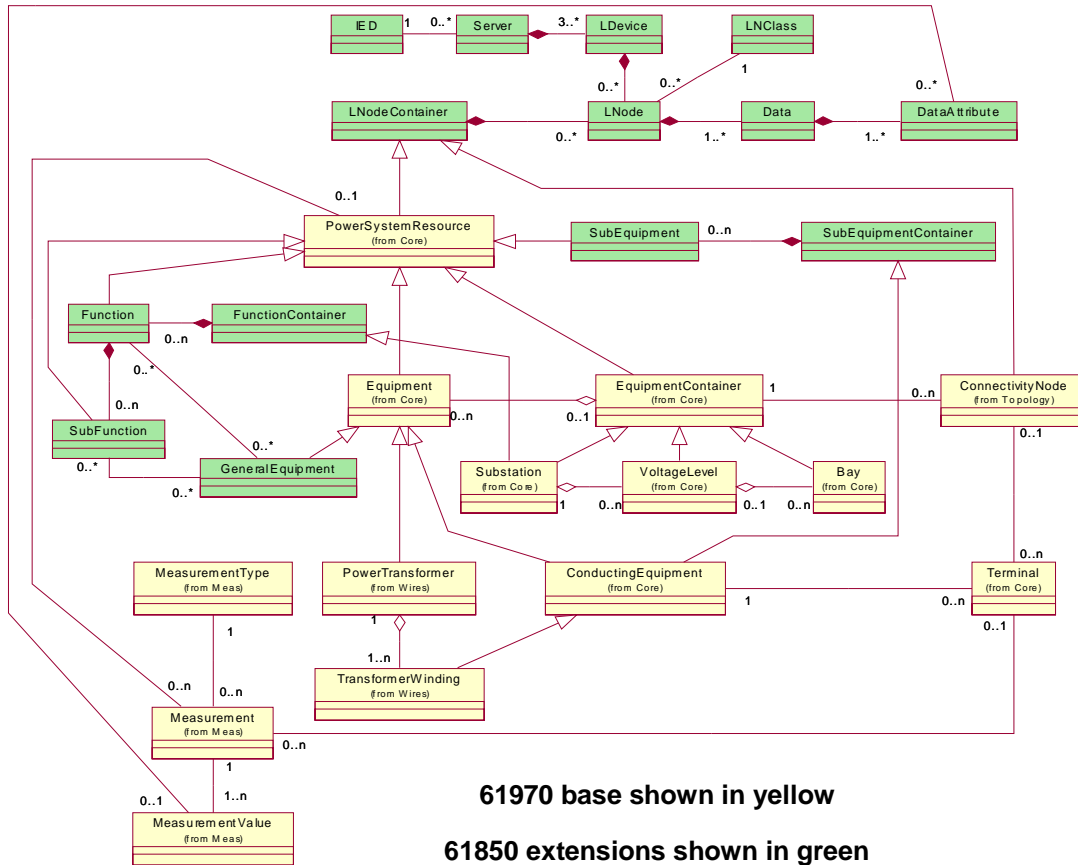 IED
1
0..*
Server
3..*
LDevice
LNClass
0..*
0..*
1
0..*
LNodeContainer
0..*
LNode
1..*
Data
1..*
DataAttribute
0..1
PowerSystemResource
(from Core)
SubEquipment
0..n
SubEquipmentContainer
Function
0..n
FunctionContainer
0..*
0..n
Equipment
(from Core)
0..n
0..1
EquipmentContainer
(from Core)
1
0..n
ConnectivityNode
(from Topology)
0..1
SubFunction
0..*
0..*
0..*
GeneralEquipment
Substation
(from Core)
1
0..n
VoltageLevel
(from Core)
0..1
0..n
Bay
(from Core)
0..n
MeasurementType
(from Meas)
1
PowerTransformer
(from Wires)
1
1..n
ConductingEquipment
(from Core)
1
0..n
Terminal
(from Core)
0..1
TransformerWinding
(from Wires)
0..n
0..n
Measurement
(from Meas)
0..n
1
1..n
0..1
MeasurementValue
(from Meas)
61970 base shown in yellow
61850 extensions shown in green